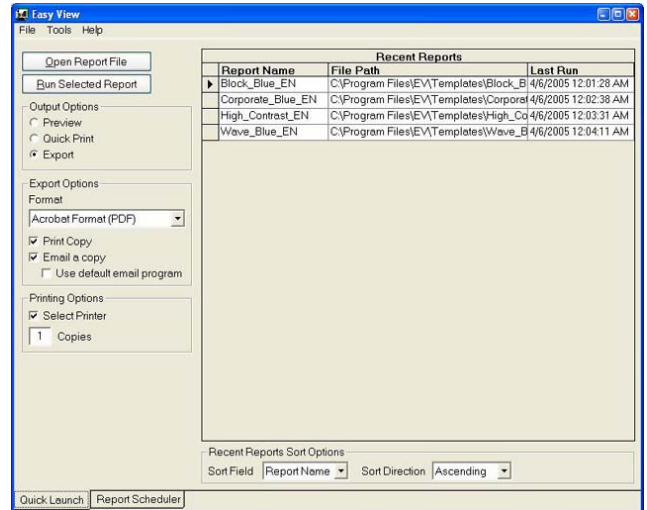 Easy View
File Tools Help
Open Report File
Run Selected Report
Output Options
Preview
Quick Print
Export
Export Options
Format
Acrobat Format (PDF)
Print Copy
Email a copy
Use default email program
Printing Options
Select Printer
1 Copies
Recent Reports
Report Name File Path Last Run
Block_Blue_EN C:\Program Files\EV\Templates\Block_B 4/6/2005 12:01:28 AM
Corporate_Blue_EN C:\Program Files\EV\Templates\Corporat 4/6/2005 12:02:38 AM
High_Contrast_EN C:\Program Files\EV\Templates\High_Co 4/6/2005 12:03:31 AM
Wave_Blue_EN C:\Program Files\EV\Templates\Wave_B 4/6/2005 12:04:11 AM
Recent Reports Sort Options
Sort Field Report Name Sort Direction Ascending
Quick Launch Report Scheduler